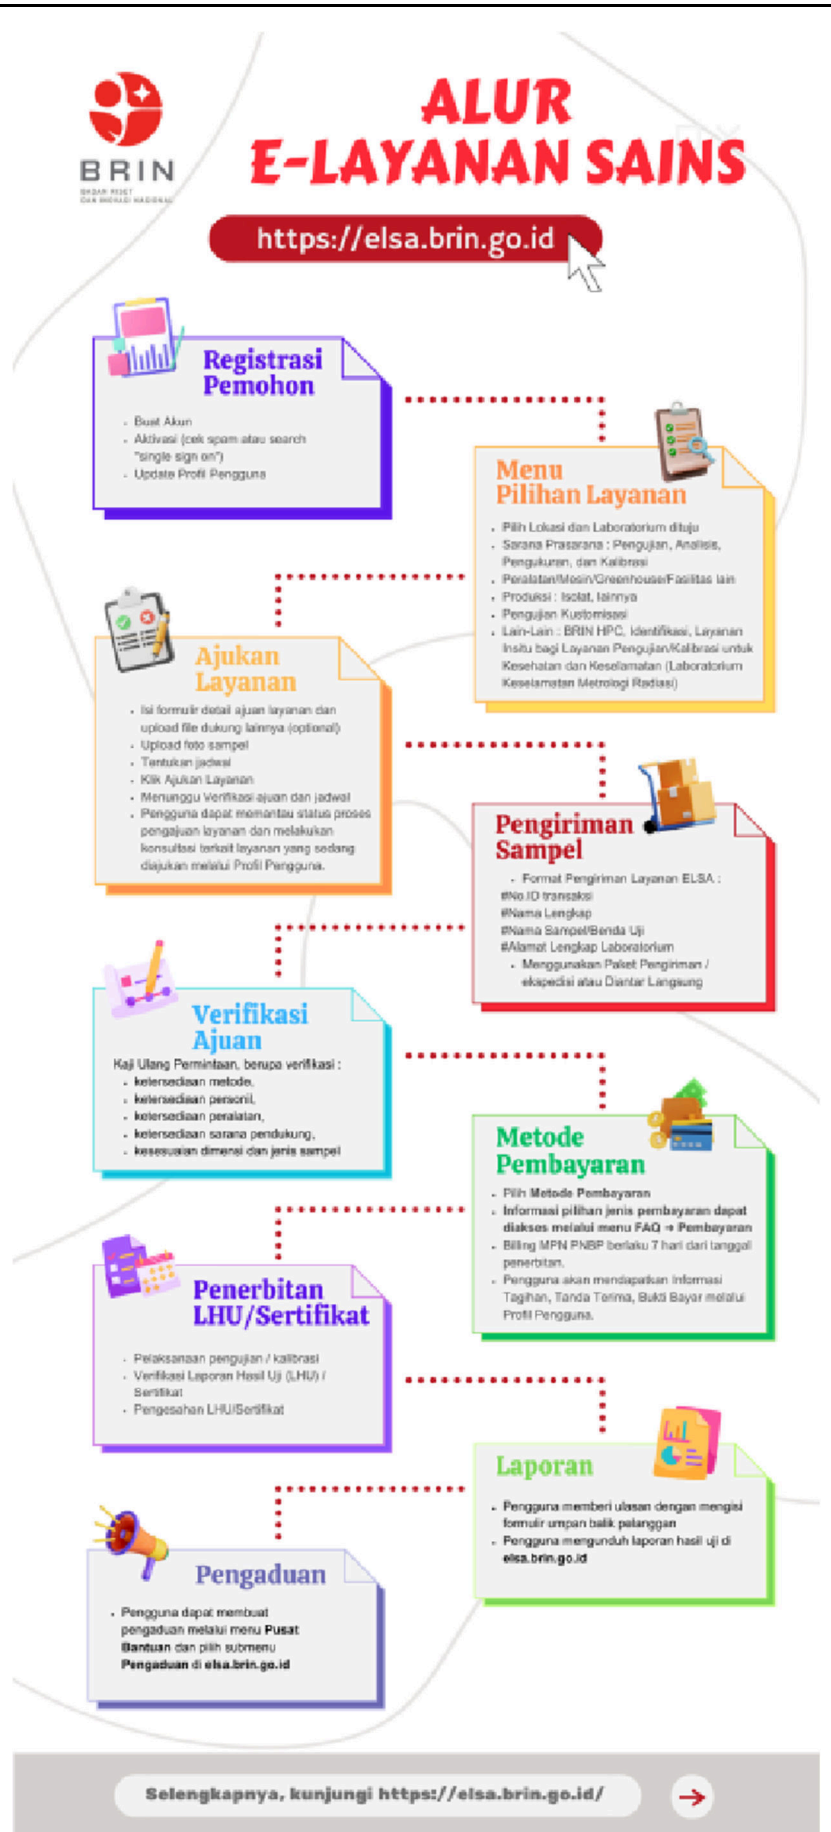 ALUR
E-LAYANAN SAINS
BRIN
BADAN RISET
DAN INOVASI NASIONAL
https://elsa.brin.go.id
Registrasi
Pemohon
• Buat Akun
• Aktivasi (cek spam atau search
"single sign on")
• Update Profil Pengguna
Menu
Pilihan Layanan
• Pilih Lokasi dan Laboratorium dituju
• Sarana Prasarana : Pengujian, Analisis,
Pengukuran, dan Kalibrasi
• Peralatan/Mesin/Greenhouse/Fasilitas lain
• Produksi : Isolat, lainnya
• Pengujian Kustomisasi
• Lain-Lain : BRIN HPC, Identifikasi, Layanan
Insitu bagi Layanan Pengujian/Kalibrasi untuk
Kesehatan dan Keselamatan (Laboratorium
Keselamatan Metrologi Radiasi)
Ajukan
Layanan
• Isi formulir detail ajuan layanan dan
upload file dukung lainnya (optional)
• Upload foto sampel
• Tentukan jadwal
• Klik Ajukan Layanan
• Menunggu Verifikasi ajuan dan jadwal
• Pengguna dapat memantau status proses
pengajuan layanan dan melakukan
konsultasi terkait layanan yang sedang
diajukan melalui Profil Pengguna.
Pengiriman
Sampel
• Format Pengiriman Layanan ELSA :
#No.ID transaksi
#Nama Lengkap
#Nama Sampel/Benda Uji
#Alamat Lengkap Laboratorium
• Menggunakan Paket Pengiriman /
ekspedisi atau Diantar Langsung
Verifikasi
Ajuan
Kaji Ulang Permintaan, berupa verifikasi :
• ketersediaan metode,
• ketersediaan personil,
• ketersediaan peralatan,
• ketersediaan sarana pendukung,
• kesesuaian dimensi dan jenis sampel
Metode
Pembayaran
• Pilih Metode Pembayaran
• Informasi pilihan jenis pembayaran dapat
diakses melalui menu FAQ → Pembayaran
• Billing MPN PNBP berlaku 7 hari dari tanggal
penerbitan.
• Pengguna akan mendapatkan Informasi
Tagihan, Tanda Terima, Bukti Bayar melalui
Profil Pengguna.
Penerbitan
LHU/Sertifikat
• Pelaksanaan pengujian / kalibrasi
• Verifikasi Laporan Hasil Uji (LHU) /
Sertifikat
• Pengesahan LHU/Sertifikat
Laporan
• Pengguna memberi ulasan dengan mengisi
formulir umpan balik pelanggan
• Pengguna mengunduh laporan hasil uji di
elsa.brin.go.id
Pengaduan
• Pengguna dapat membuat
pengaduan melalui menu Pusat
Bantuan dan pilih submenu
Pengaduan di elsa.brin.go.id
Selengkapnya, kunjungi https://elsa.brin.go.id/